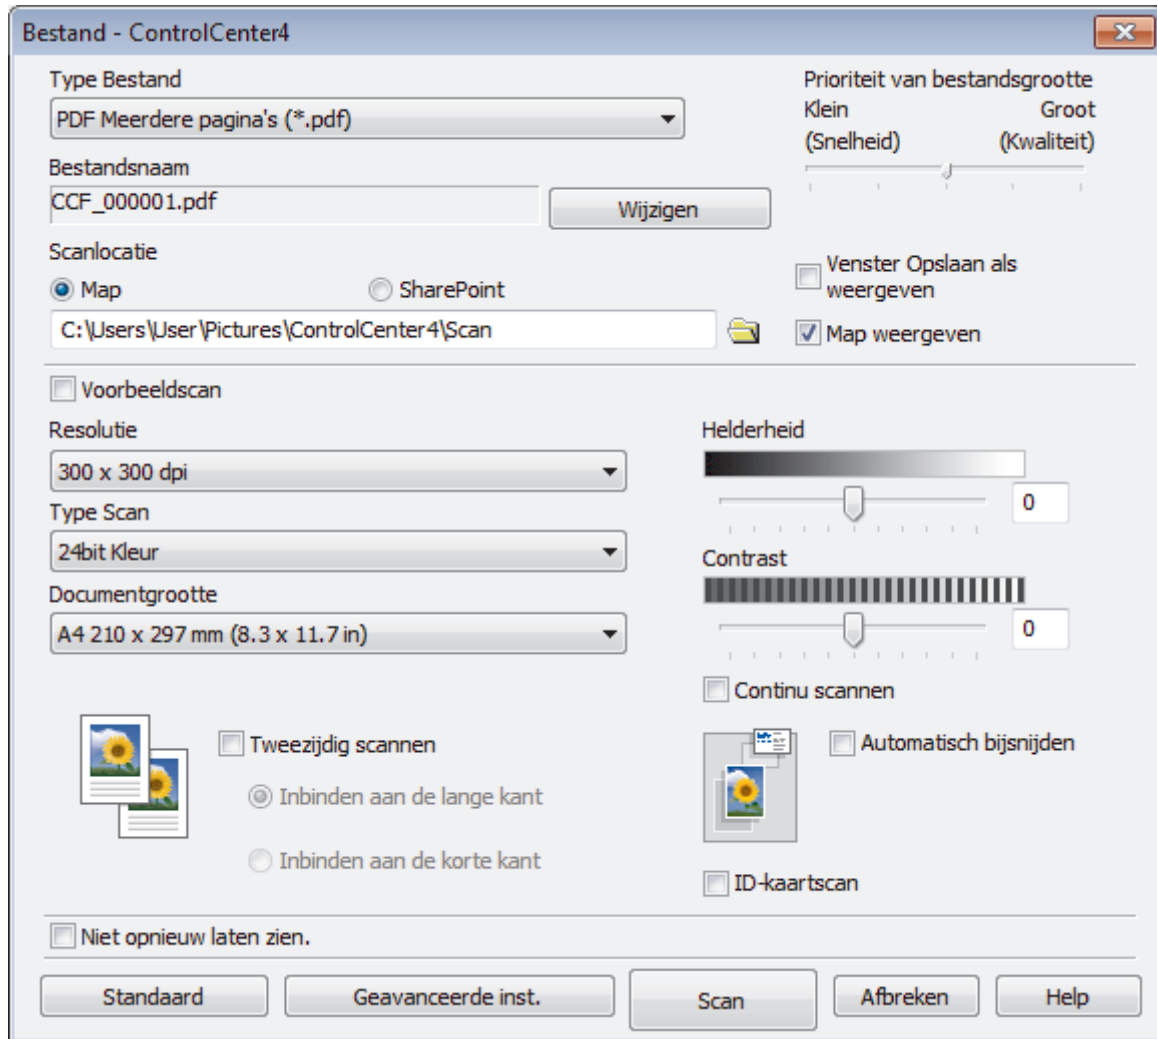 Bestand - ControlCenter4
Type Bestand
PDF Meerdere pagina's (*.pdf)
Prioriteit van bestandsgrootte
Klein Groot
(Snelheid) (Kwaliteit)
Bestandsnaam
CCF_000001.pdf
Wijzigen
Scanlocatie
Map SharePoint
C:\Users\User\Pictures\ControlCenter4\Scan
Venster Opslaan als
weergeven
Map weergeven
Voorbeeldscan
Resolutie
300 x 300 dpi
Type Scan
24bit Kleur
Documentgrootte
A4 210 x 297 mm (8.3 x 11.7 in)
Helderheid
0
Contrast
0
Continu scannen
Tweezijdig scannen
Inbinden aan de lange kant
Inbinden aan de korte kant
Automatisch bijsnijden
ID-kaartscan
Niet opnieuw laten zien.
Standaard
Geavanceerde inst.
Scan
Afbreken
Help